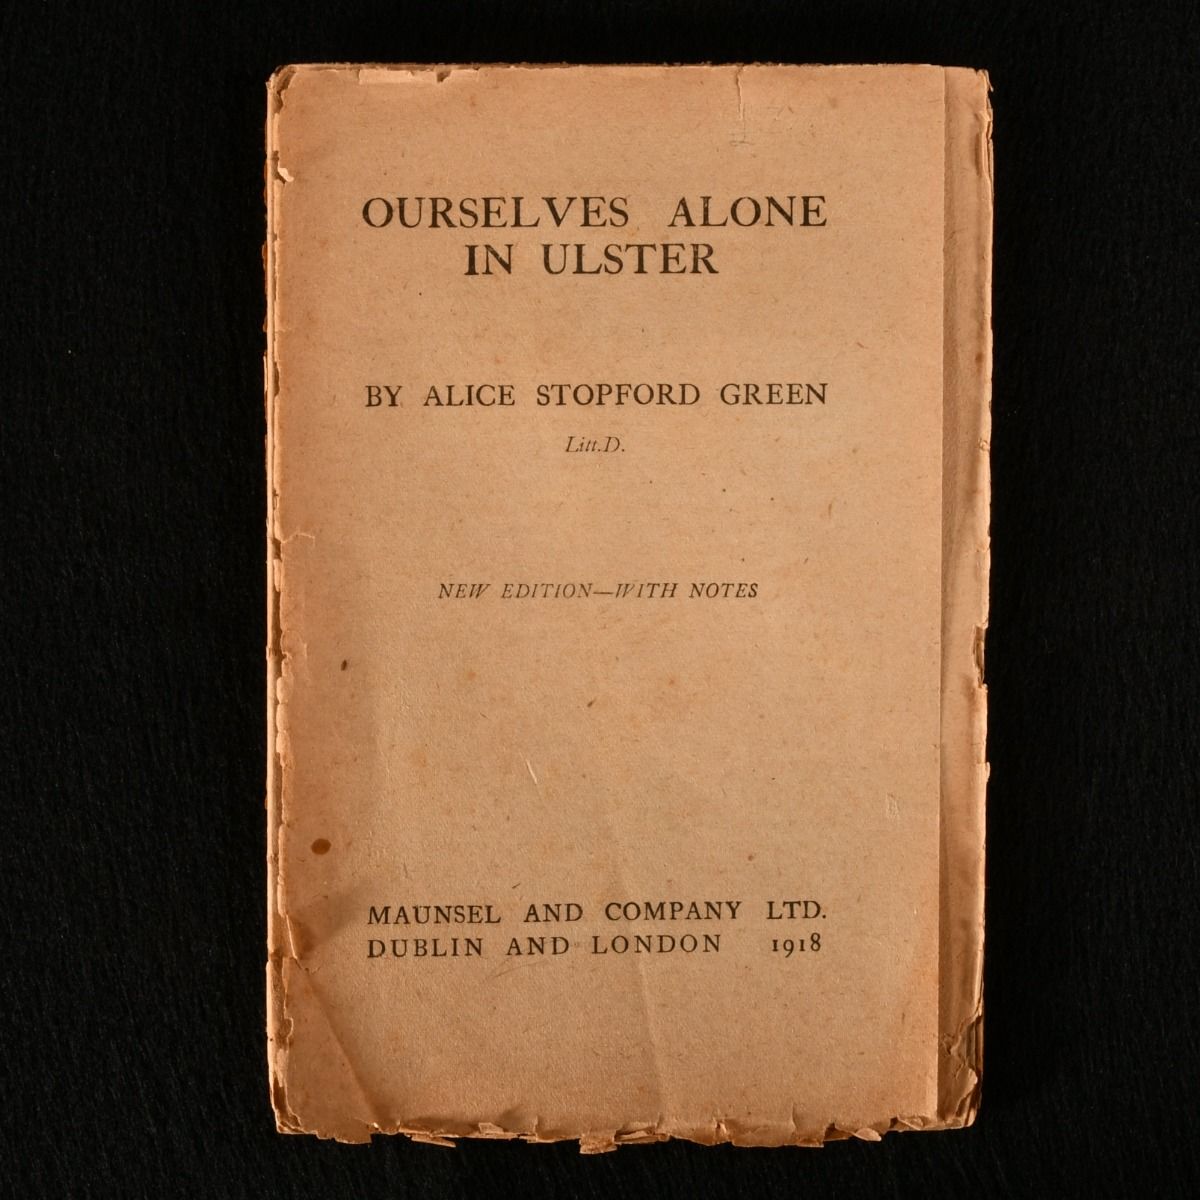 OURSELVES ALONE
IN ULSTER
BY ALICE STOPFORD GREEN
Litt.D.
NEW EDITION—WITH NOTES
MAUNSEL AND COMPANY LTD.
DUBLIN AND LONDON 1918